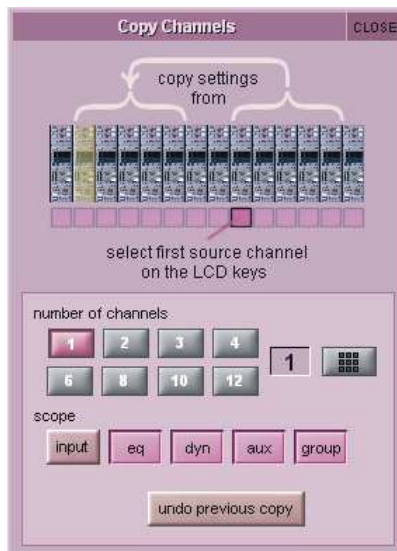 Copy Channels CLOSE
copy settings
from
select first source channel
on the LCD keys
number of channels
1 2 3 4
1
6 8 10 12
scope
input eq dyn aux group
undo previous copy